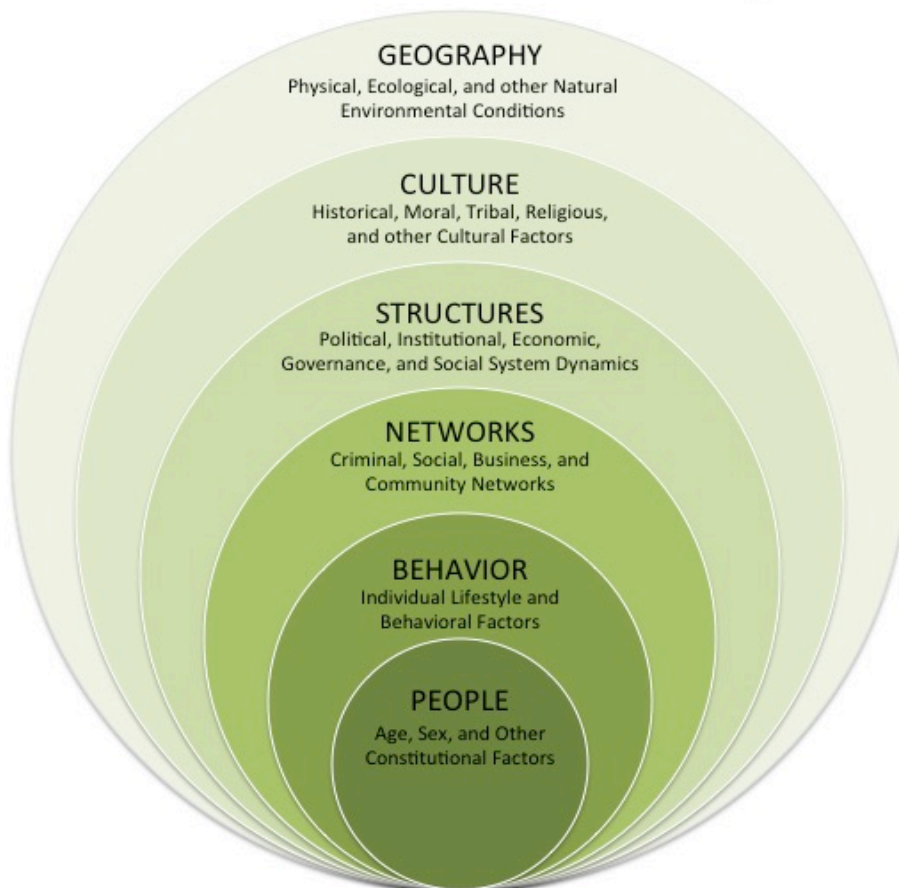 GEOGRAPHY
Physical, Ecological, and other Natural
Environmental Conditions
CULTURE
Historical, Moral, Tribal, Religious,
and other Cultural Factors
STRUCTURES
Political, Institutional, Economic,
Governance, and Social System Dynamics
NETWORKS
Criminal, Social, Business, and
Community Networks
BEHAVIOR
Individual Lifestyle and
Behavioral Factors
PEOPLE
Age, Sex, and Other
Constitutional Factors